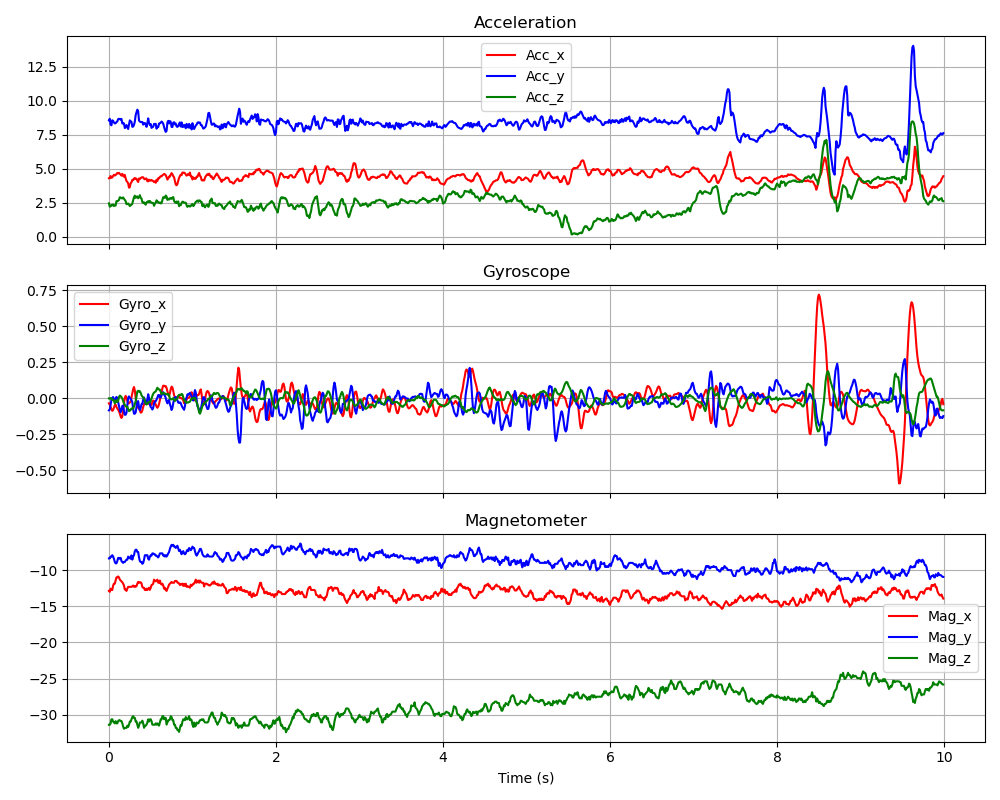 Acceleration
Acc_x
Acc_y
Acc_z
12.5
10.0
7.5
5.0
2.5
0.0
Gyroscope
Gyro_x
Gyro_y
Gyro_z
0.75
0.50
0.25
0.00
−0.25
−0.50
Magnetometer
Mag_x
Mag_y
Mag_z
−10
−15
−20
−25
−30
0 2 4 6 8 10
Time (s)